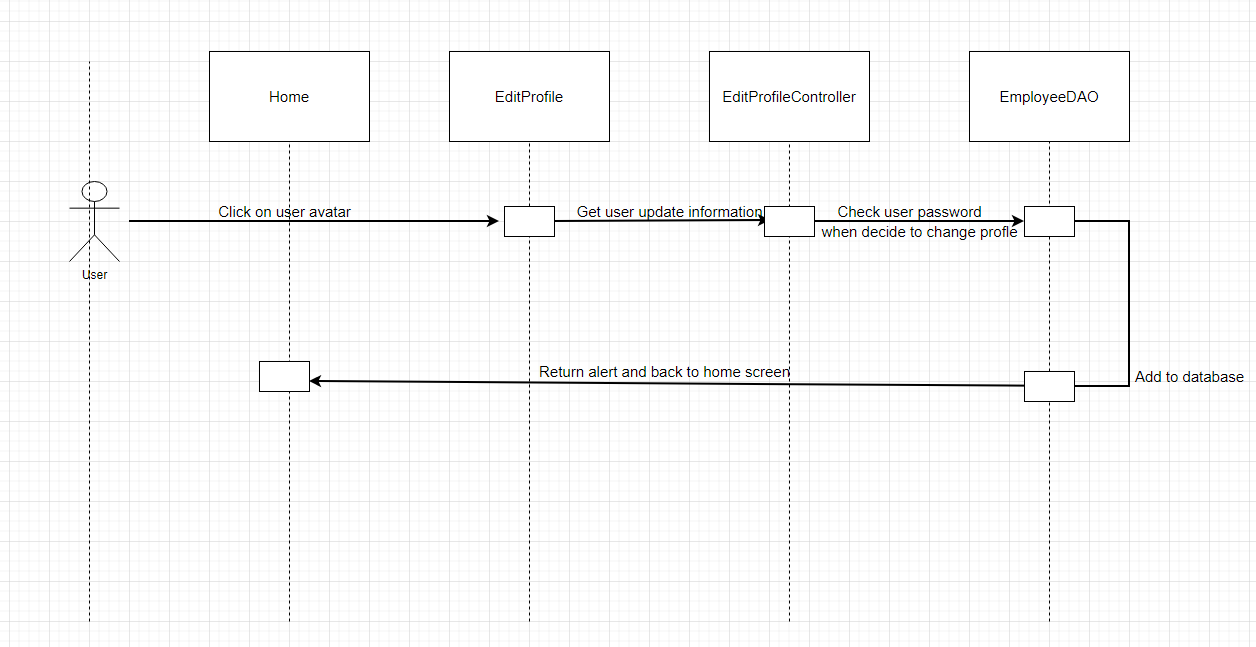 Home
EditProfile
EditProfileController
EmployeeDAO
Click on user avatar
Get user update information
Check user password
when decide to change profle
User
Return alert and back to home screen
Add to database